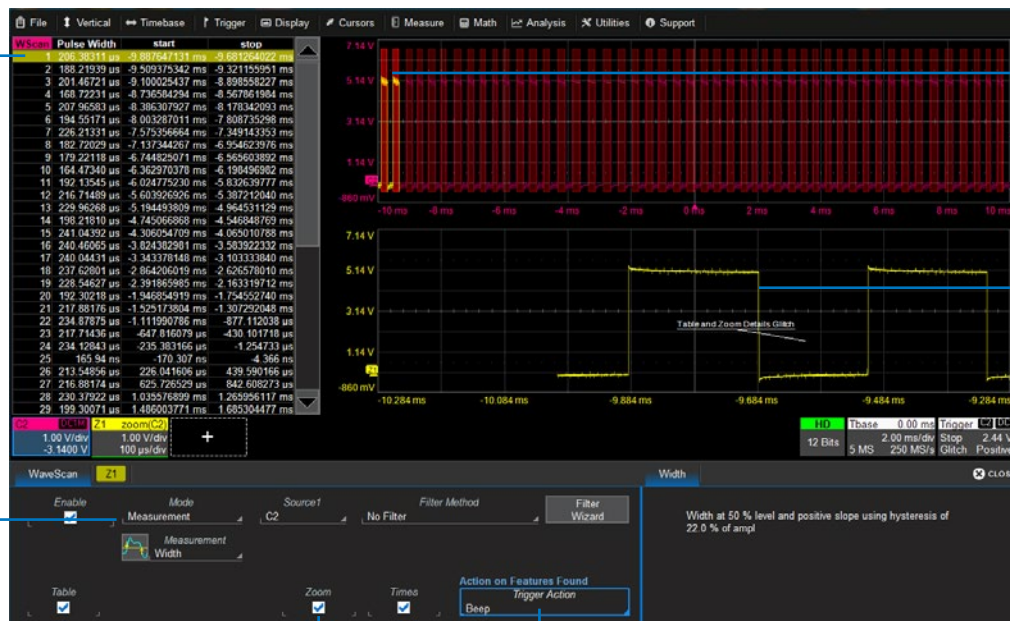 File Vertical Timebase Trigger Display Cursors Measure Math Analysis Utilities Support
WScan Pulse Width start stop
1 206.38311 µs -9.887647131 ms -9.681264022 ms
2 188.21939 µs -9.509375342 ms -9.321155951 ms
3 201.46721 µs -9.100025437 ms -8.898558227 ms
4 168.72231 µs -8.736584294 ms -8.567861984 ms
5 207.96583 µs -8.386307927 ms -8.178342093 ms
6 194.55171 µs -8.003287011 ms -7.808735298 ms
7 226.21331 µs -7.575356664 ms -7.349143353 ms
8 182.72029 µs -7.137344267 ms -6.954623976 ms
9 179.22118 µs -6.744825071 ms -6.565603892 ms
10 164.47340 µs -6.362970378 ms -6.198496982 ms
11 192.13545 µs -6.024775230 ms -5.832639777 ms
12 216.71489 µs -5.603926926 ms -5.387212040 ms
13 229.96268 µs -5.194493809 ms -4.964531129 ms
14 198.21810 µs -4.745066868 ms -4.546848769 ms
15 241.04392 µs -4.306054709 ms -4.065010788 ms
16 240.46065 µs -3.824382981 ms -3.583922332 ms
17 240.04431 µs -3.343378148 ms -3.103333840 ms
18 237.62801 µs -2.864206019 ms -2.626578010 ms
19 228.54627 µs -2.391865985 ms -2.163319712 ms
20 192.30218 µs -1.946854919 ms -1.754552740 ms
21 217.88176 µs -1.525173804 ms -1.307292048 ms
22 234.87875 µs -1.111990786 ms -877.112038 µs
23 217.71436 µs -647.816079 µs -430.101718 µs
24 234.12843 µs -235.383166 µs -1.254733 µs
25 165.94 ns -170.307 ns -4.366 ns
26 213.54856 µs 226.041606 µs 439.590166 µs
27 216.88174 µs 625.726529 µs 842.608273 µs
28 230.37922 µs 1.035576899 ms 1.265956117 ms
29 199.30071 µs 1.486003771 ms 1.685304477 ms
7.14 V
5.14 V
3.14 V
1.14 V
C2
-860 mV
-10 ms -8 ms -6 ms -4 ms -2 ms 0 ms 2 ms 4 ms 6 ms 8 ms 10 ms
7.14 V
5.14 V
3.14 V
Table and Zoom Details Glitch
1.14 V
Z1
-860 mV
-10.284 ms -10.084 ms -9.884 ms -9.684 ms -9.484 ms -9.284 ms
C2 Z1 zoom(C2)
1.00 V/div 1.00 V/div +
-3.1400 V 100 µs/div
HD Tbase 0.00 ms Trigger C2 DC
12 Bits 2.00 ms/div Stop 2.44 V
5 MS 250 MS/s Glitch Positive
WaveScan Z1 Width CLOS
Enable Mode Source1 Filter Method Filter Wizard
Measurement C2 No Filter
Measurement
Width
Width at 50 % level and positive slope using hysteresis of
22.0 % of ampl
Table Zoom Times
Action on Features Found
Trigger Action
Beep